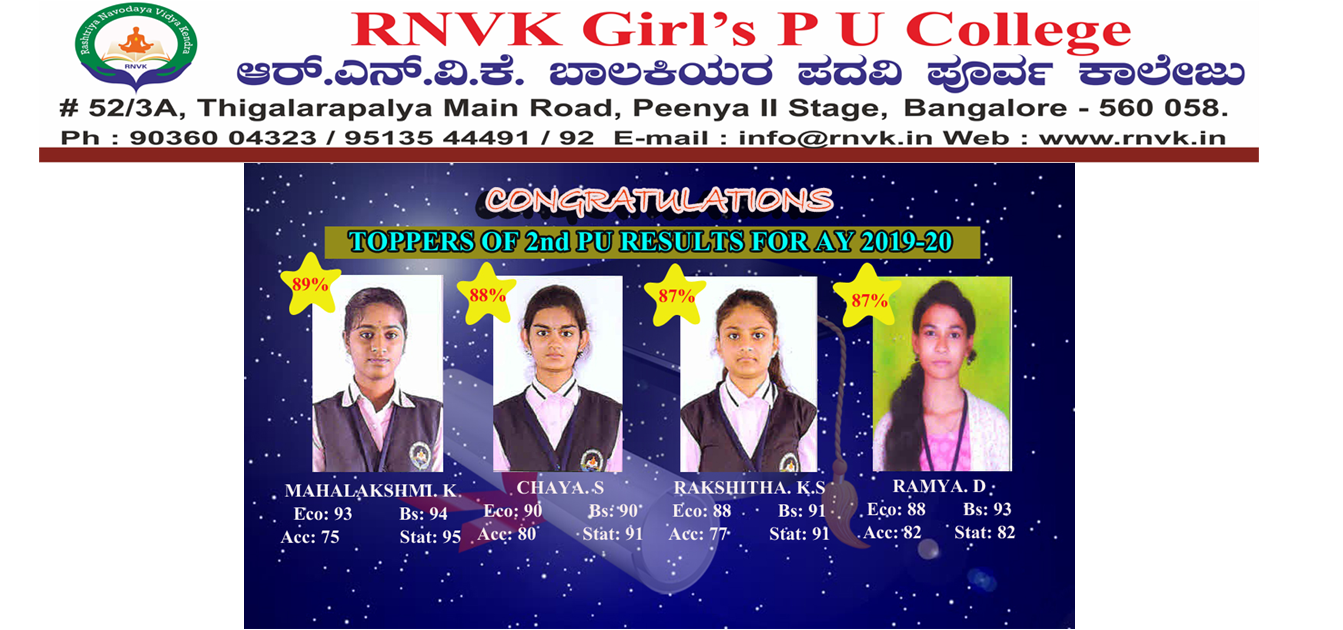 Rashtriya Navodaya Vidya Kendra
RNVK
RNVK Girl's P U College
ಆರ್.ಎನ್.ವಿ.ಕೆ. ಬಾಲಕಿಯರ ಪದವಿ ಪೂರ್ವ ಕಾಲೇಜು
# 52/3A, Thigalarapalya Main Road, Peenya II Stage, Bangalore - 560 058.
Ph : 90360 04323 / 95135 44491 / 92 E-mail : info@rnvk.in Web : www.rnvk.in
CONGRATULATIONS
TOPPERS OF 2nd PU RESULTS FOR AY 2019-20
89% 88% 87% 87%
MAHALAKSHMI. K CHAYA. S RAKSHITHA. K.S RAMYA. D
Eco: 93 Bs: 94 Eco: 90 Bs: 90 Eco: 88 Bs: 91 Eco: 88 Bs: 93
Acc: 75 Stat: 95 Acc: 80 Stat: 91 Acc: 77 Stat: 91 Acc: 82 Stat: 82